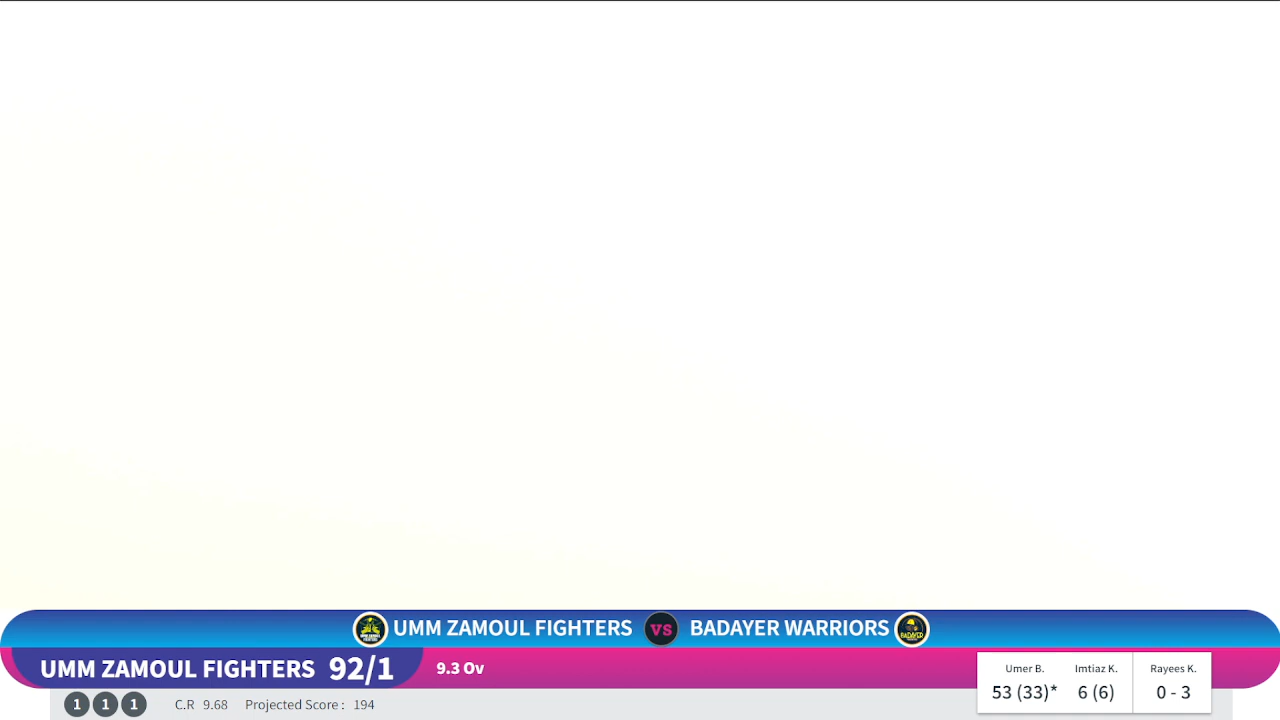 UMM ZAMOUL FIGHTERS VS BADAYER WARRIORS
UMM ZAMOUL FIGHTERS 92/1 9.3 Ov
Umer B. Imtiaz K. Rayees K.
53 (33)* 6 (6) 0 - 3
1 1 1 C.R 9.68 Projected Score : 194